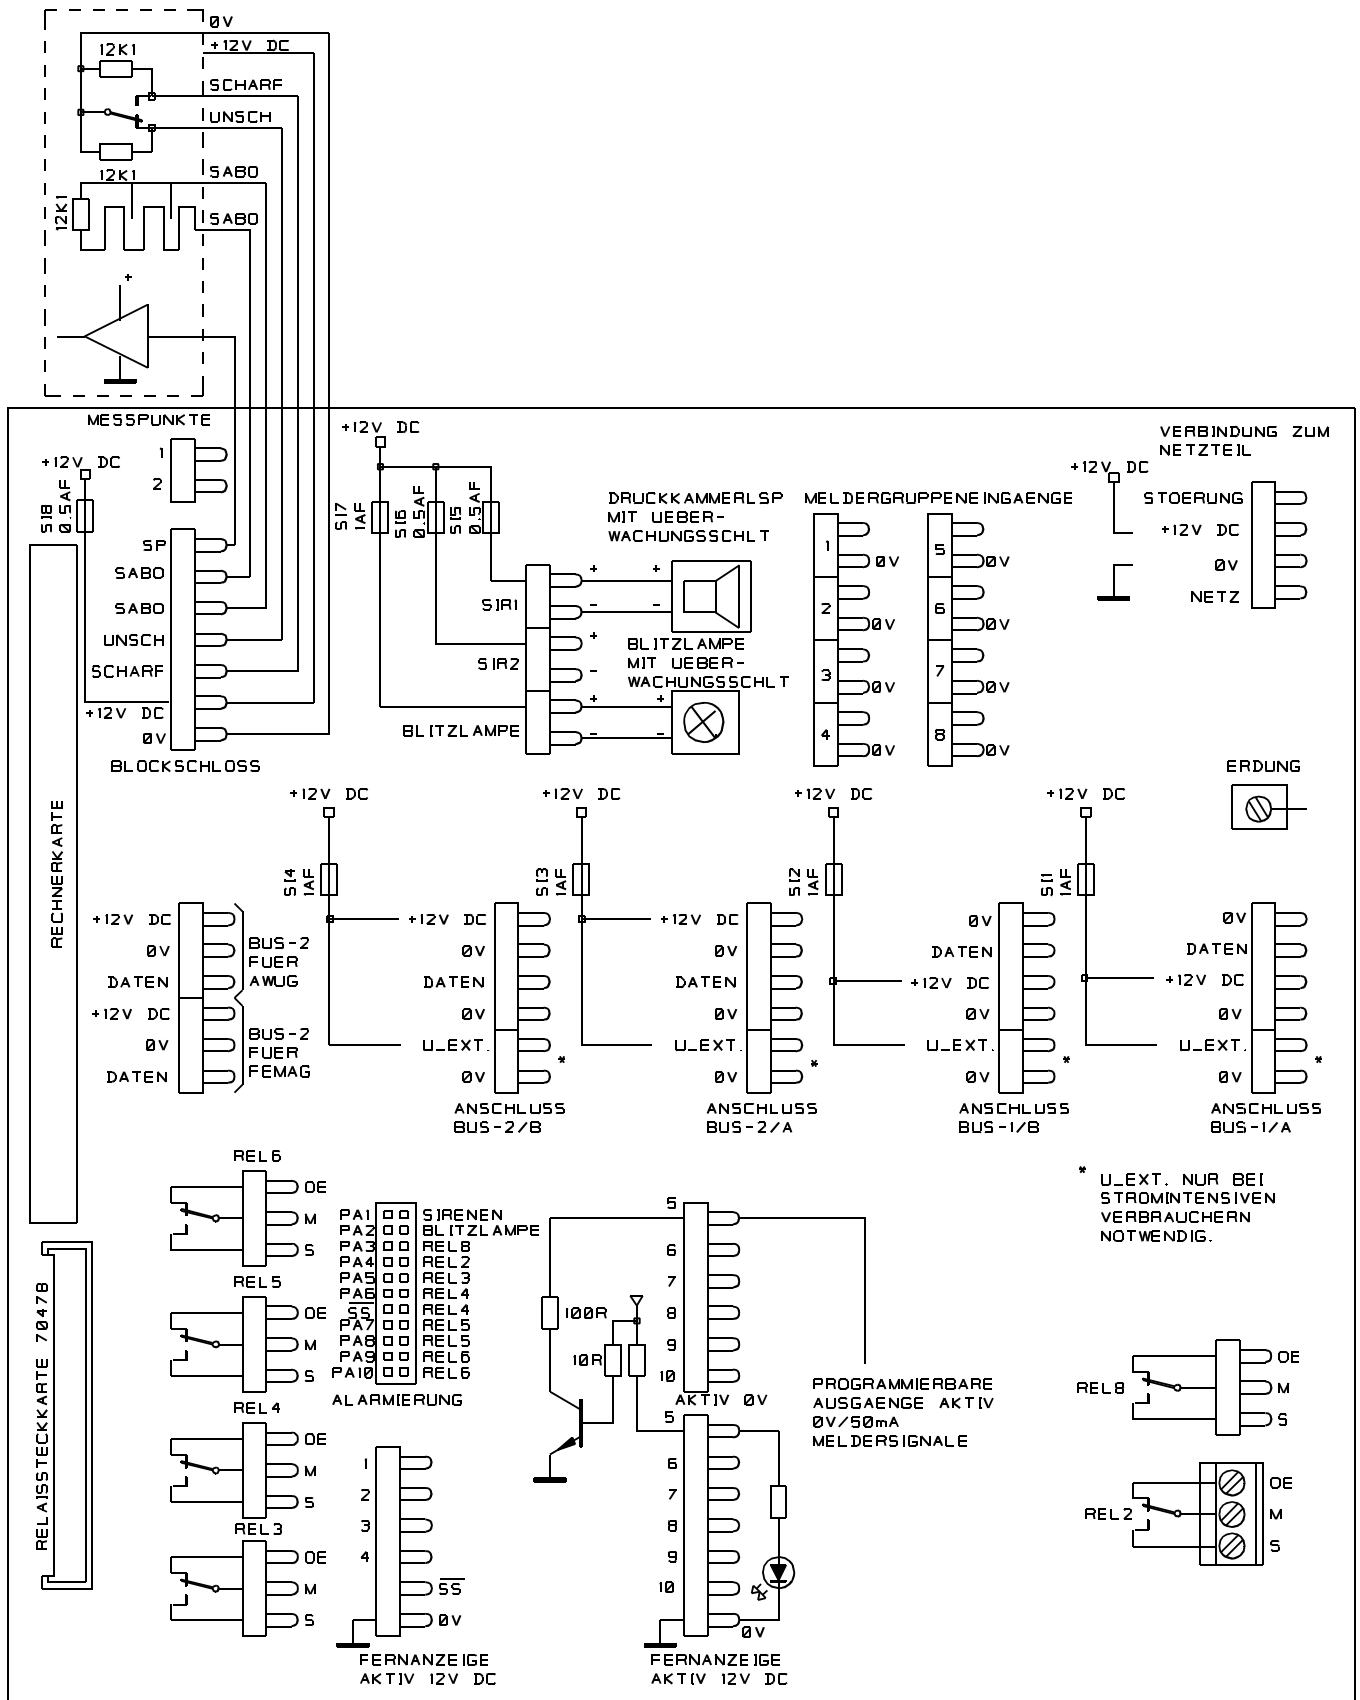 0V
+12V DC
12K1
SCHARF
UNSCH
12K1
SABO
12K1
SABO
+
MESSPUNKTE
1
2
+12V DC
SI8
0.5AF
SP
SABO
SABO
UNSCH
SCHARF
+12V DC
0V
BLOCKSCHLOSS
+12V DC
SI7
1AF
SI6
0.5AF
SI5
0.5AF
DRUCKKAMMERLSP
MIT UEBER-
WACHUNGSSCHLT
SIR1
+
-
+
-
SIR2
+
-
BLITZLAMPE
MIT UEBER-
WACHUNGSSCHLT
BLITZLAMPE
+
-
+
-
MELDERGRUPPENEINGAENGE
1
0V
2
0V
3
0V
4
0V
5
0V
6
0V
7
0V
8
0V
VERBINDUNG ZUM
NETZTEIL
+12V DC
STOERUNG
+12V DC
0V
NETZ
ERDUNG
RECHNERKARTE
+12V DC
0V
DATEN
+12V DC
0V
DATEN
BUS-2
FUER
AWUG
BUS-2
FUER
FEMAG
+12V DC
SI4
1AF
+12V DC
0V
DATEN
0V
U_EXT.
0V
*
ANSCHLUSS
BUS-2/B
+12V DC
SI3
1AF
+12V DC
0V
DATEN
0V
U_EXT.
0V
*
ANSCHLUSS
BUS-2/A
+12V DC
SI2
1AF
0V
DATEN
+12V DC
0V
U_EXT.
0V
*
ANSCHLUSS
BUS-1/B
+12V DC
SI1
1AF
0V
DATEN
+12V DC
0V
U_EXT.
0V
*
ANSCHLUSS
BUS-1/A
* U_EXT. NUR BEI
STROMINTENSIVEN
VERBRAUCHERN
NOTWENDIG.
RELAISSTECKKARTE 7047B
REL6
OE
M
S
REL5
OE
M
S
REL4
OE
M
S
REL3
OE
M
S
PA1 SIRENEN
PA2 BLITZLAMPE
PA3 REL8
PA4 REL2
PA5 REL3
PA6 REL4
SS REL4
PA7 REL5
PA8 REL5
PA9 REL6
PA10 REL6
ALARMIERUNG
1
2
3
4
SS
0V
FERNANZEIGE
AKTIV 12V DC
100R
10R
5
6
7
8
9
10
AKTIV 0V
5
6
7
8
9
10
0V
FERNANZEIGE
AKTIV 12V DC
PROGRAMMIERBARE
AUSGAENGE AKTIV
0V/50mA
MELDERSIGNALE
REL8
OE
M
S
REL2
OE
M
S